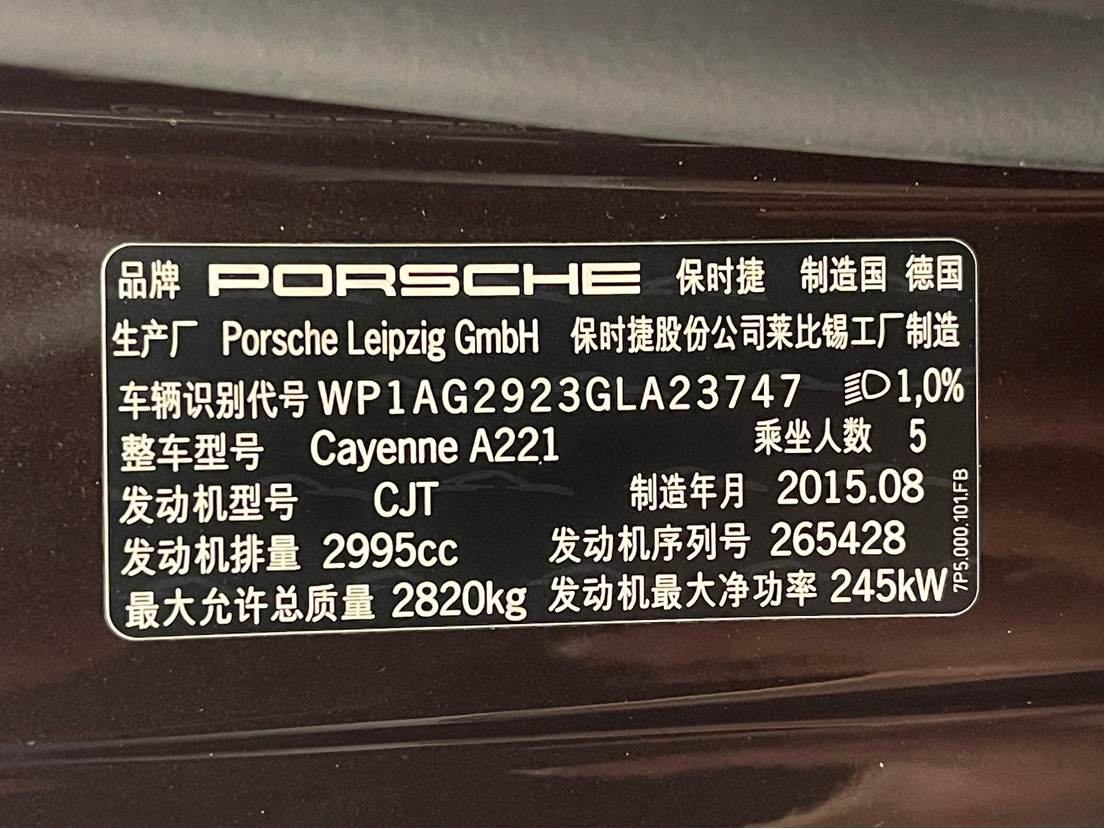 品牌 PORSCHE 保时捷 制造国 德国
生产厂 Porsche Leipzig GmbH 保时捷股份公司莱比锡工厂制造
车辆识别代号 WP1AG2923GLA23747 1,0%
整车型号 Cayenne A221 乘坐人数 5
发动机型号 CJT 制造年月 2015.08
发动机排量 2995cc 发动机序列号 265428
最大允许总质量 2820kg 发动机最大净功率 245kW
7P5.000.101.FB